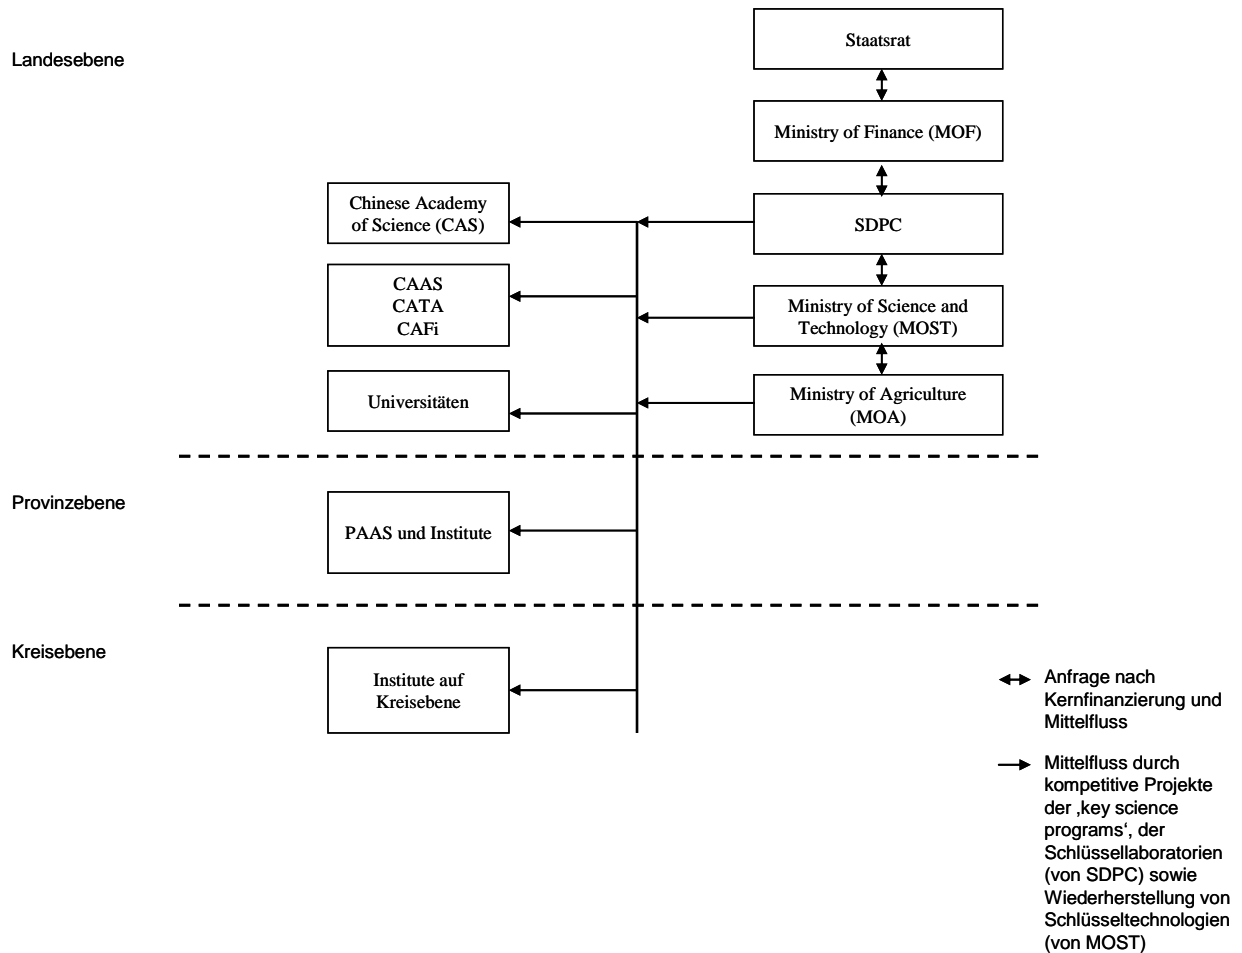 Landesebene
Staatsrat
Ministry of Finance (MOF)
Chinese Academy
of Science (CAS)
SDPC
CAAS
CATA
CAFi
Ministry of Science and
Technology (MOST)
Universitäten
Ministry of Agriculture
(MOA)
Provinzebene
PAAS und Institute
Kreisebene
Institute auf
Kreisebene
Anfrage nach
Kernfinanzierung und
Mittelfluss
Mittelfluss durch
kompetitive Projekte
der ‚key science
programs‘, der
Schlüssellaboratorien
(von SDPC) sowie
Wiederherstellung von
Schlüsseltechnologien
(von MOST)